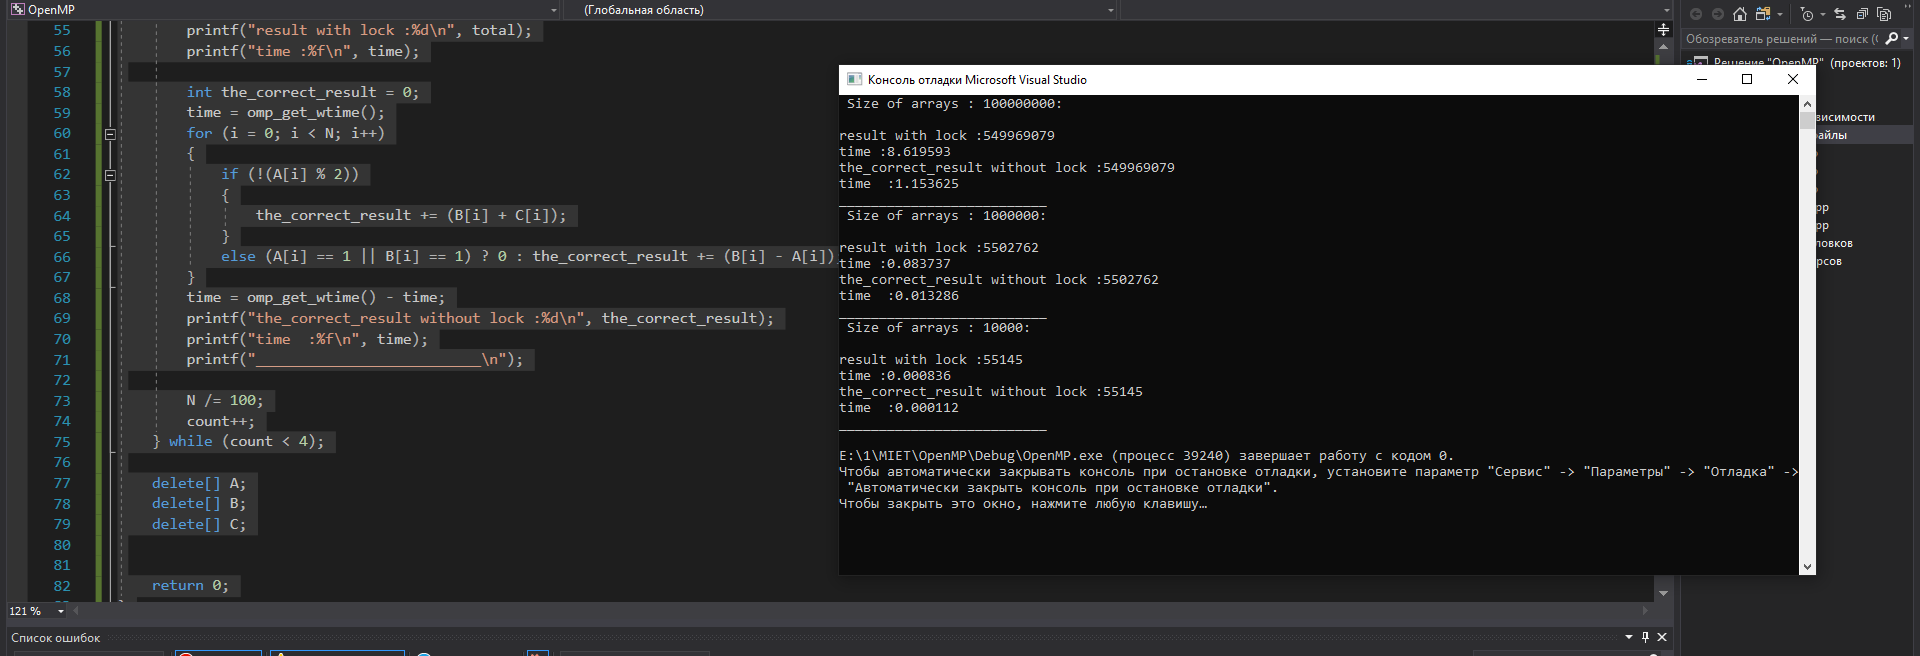 OpenMP
(Глобальная область)
55 printf("result with lock :%d\n", total);
56 printf("time :%f\n", time);
57
58 int the_correct_result = 0;
59 time = omp_get_wtime();
60 for (i = 0; i < N; i++)
61 {
62 if (!(A[i] % 2))
63 {
64 the_correct_result += (B[i] + C[i]);
65 }
66 else (A[i] == 1 || B[i] == 1) ? 0 : the_correct_result += (B[i] - A[i])
67 }
68 time = omp_get_wtime() - time;
69 printf("the_correct_result without lock :%d\n", the_correct_result);
70 printf("time  :%f\n", time);
71 printf("__________________________\n");
72
73 N /= 100;
74 count++;
75 } while (count < 4);
76
77 delete[] A;
78 delete[] B;
79 delete[] C;
80
81
82 return 0;
121 %
Список ошибок
Консоль отладки Microsoft Visual Studio
Size of arrays : 100000000:
result with lock :549969079
time :8.619593
the_correct_result without lock :549969079
time  :1.153625
__________________________
Size of arrays : 1000000:
result with lock :5502762
time :0.083737
the_correct_result without lock :5502762
time  :0.013286
__________________________
Size of arrays : 10000:
result with lock :55145
time :0.000836
the_correct_result without lock :55145
time  :0.000112
__________________________
E:\1\MIET\OpenMP\Debug\OpenMP.exe (процесс 39240) завершает работу с кодом 0.
Чтобы автоматически закрывать консоль при остановке отладки, установите параметр "Сервис" -> "Параметры" -> "Отладка" ->
"Автоматически закрыть консоль при остановке отладки".
Чтобы закрыть это окно, нажмите любую клавишу…
Обозреватель решений — поиск (
Решение "OpenMP" (проектов: 1)
висимости
айлы
pp
pp
ловков
рсов